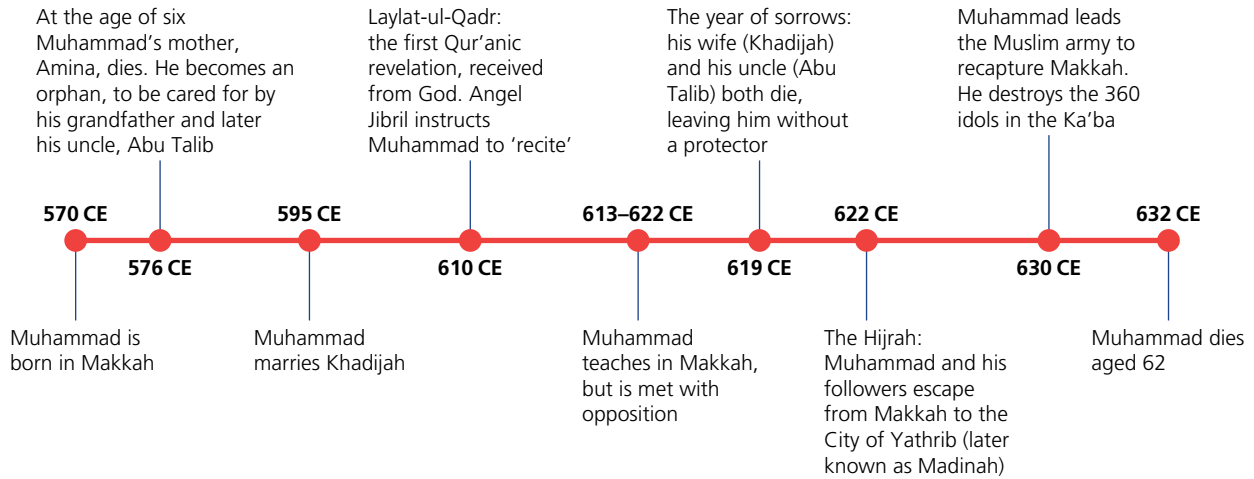 At the age of six
Muhammad’s mother,
Amina, dies. He becomes an
orphan, to be cared for by
his grandfather and later
his uncle, Abu Talib
Laylat-ul-Qadr:
the first Qur’anic
revelation, received
from God. Angel
Jibril instructs
Muhammad to ‘recite’
The year of sorrows:
his wife (Khadijah)
and his uncle (Abu
Talib) both die,
leaving him without
a protector
Muhammad leads
the Muslim army to
recapture Makkah.
He destroys the 360
idols in the Ka’ba
570 CE
595 CE
613–622 CE
622 CE
632 CE
576 CE
610 CE
619 CE
630 CE
Muhammad is
born in Makkah
Muhammad
marries Khadijah
Muhammad
teaches in Makkah,
but is met with
opposition
The Hijrah:
Muhammad and his
followers escape
from Makkah to the
City of Yathrib (later
known as Madinah)
Muhammad dies
aged 62